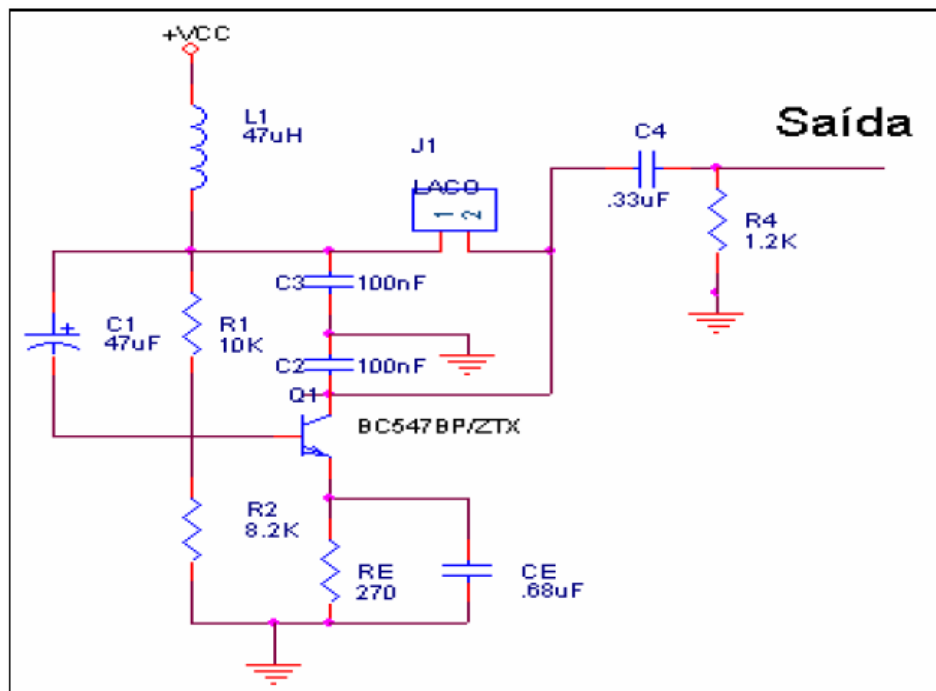 +VCC
L1
47uH
J1
LACO
1 2
C4
.33uF
Saída
R4
1.2K
C3 100nF
C1
47uF
R1
10K
C2 100nF
Q1
BC547BP/ZTX
R2
8.2K
RE
270
CE
.68uF